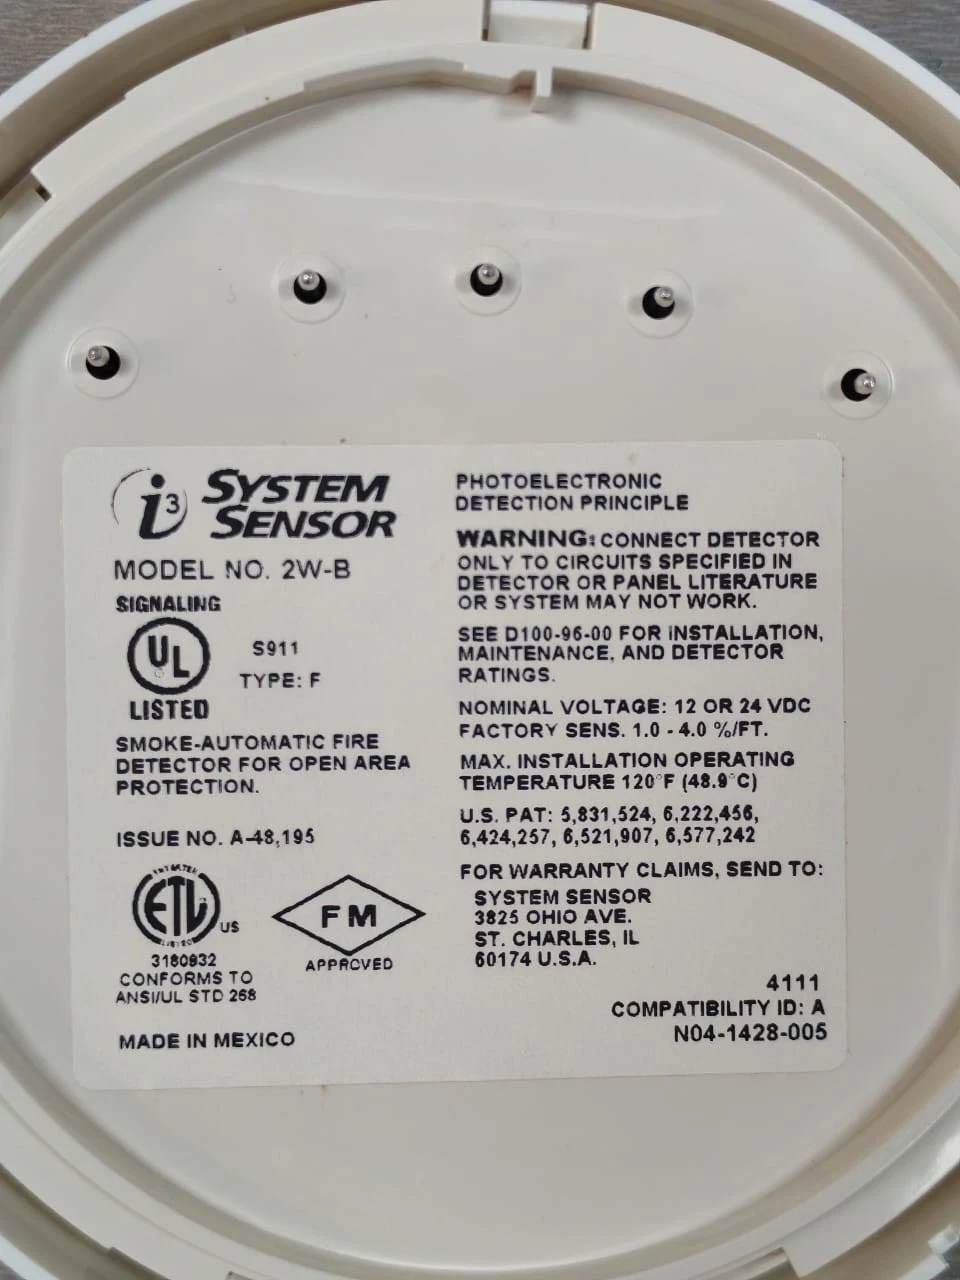 i3 SYSTEM
SENSOR
MODEL NO. 2W-B
SIGNALING
UL
S911
TYPE: F
LISTED
SMOKE-AUTOMATIC FIRE
DETECTOR FOR OPEN AREA
PROTECTION.
ISSUE NO. A-48,195
INTERTEK
ETL
US
LISTED
3180932
CONFORMS TO
ANSI/UL STD 268
FM
APPROVED
MADE IN MEXICO
PHOTOELECTRONIC
DETECTION PRINCIPLE
WARNING: CONNECT DETECTOR
ONLY TO CIRCUITS SPECIFIED IN
DETECTOR OR PANEL LITERATURE
OR SYSTEM MAY NOT WORK.
SEE D100-96-00 FOR INSTALLATION,
MAINTENANCE, AND DETECTOR
RATINGS.
NOMINAL VOLTAGE: 12 OR 24 VDC
FACTORY SENS. 1.0 - 4.0 %/FT.
MAX. INSTALLATION OPERATING
TEMPERATURE 120°F (48.9°C)
U.S. PAT: 5,831,524, 6,222,456,
6,424,257, 6,521,907, 6,577,242
FOR WARRANTY CLAIMS, SEND TO:
SYSTEM SENSOR
3825 OHIO AVE.
ST. CHARLES, IL
60174 U.S.A.
4111
COMPATIBILITY ID: A
N04-1428-005